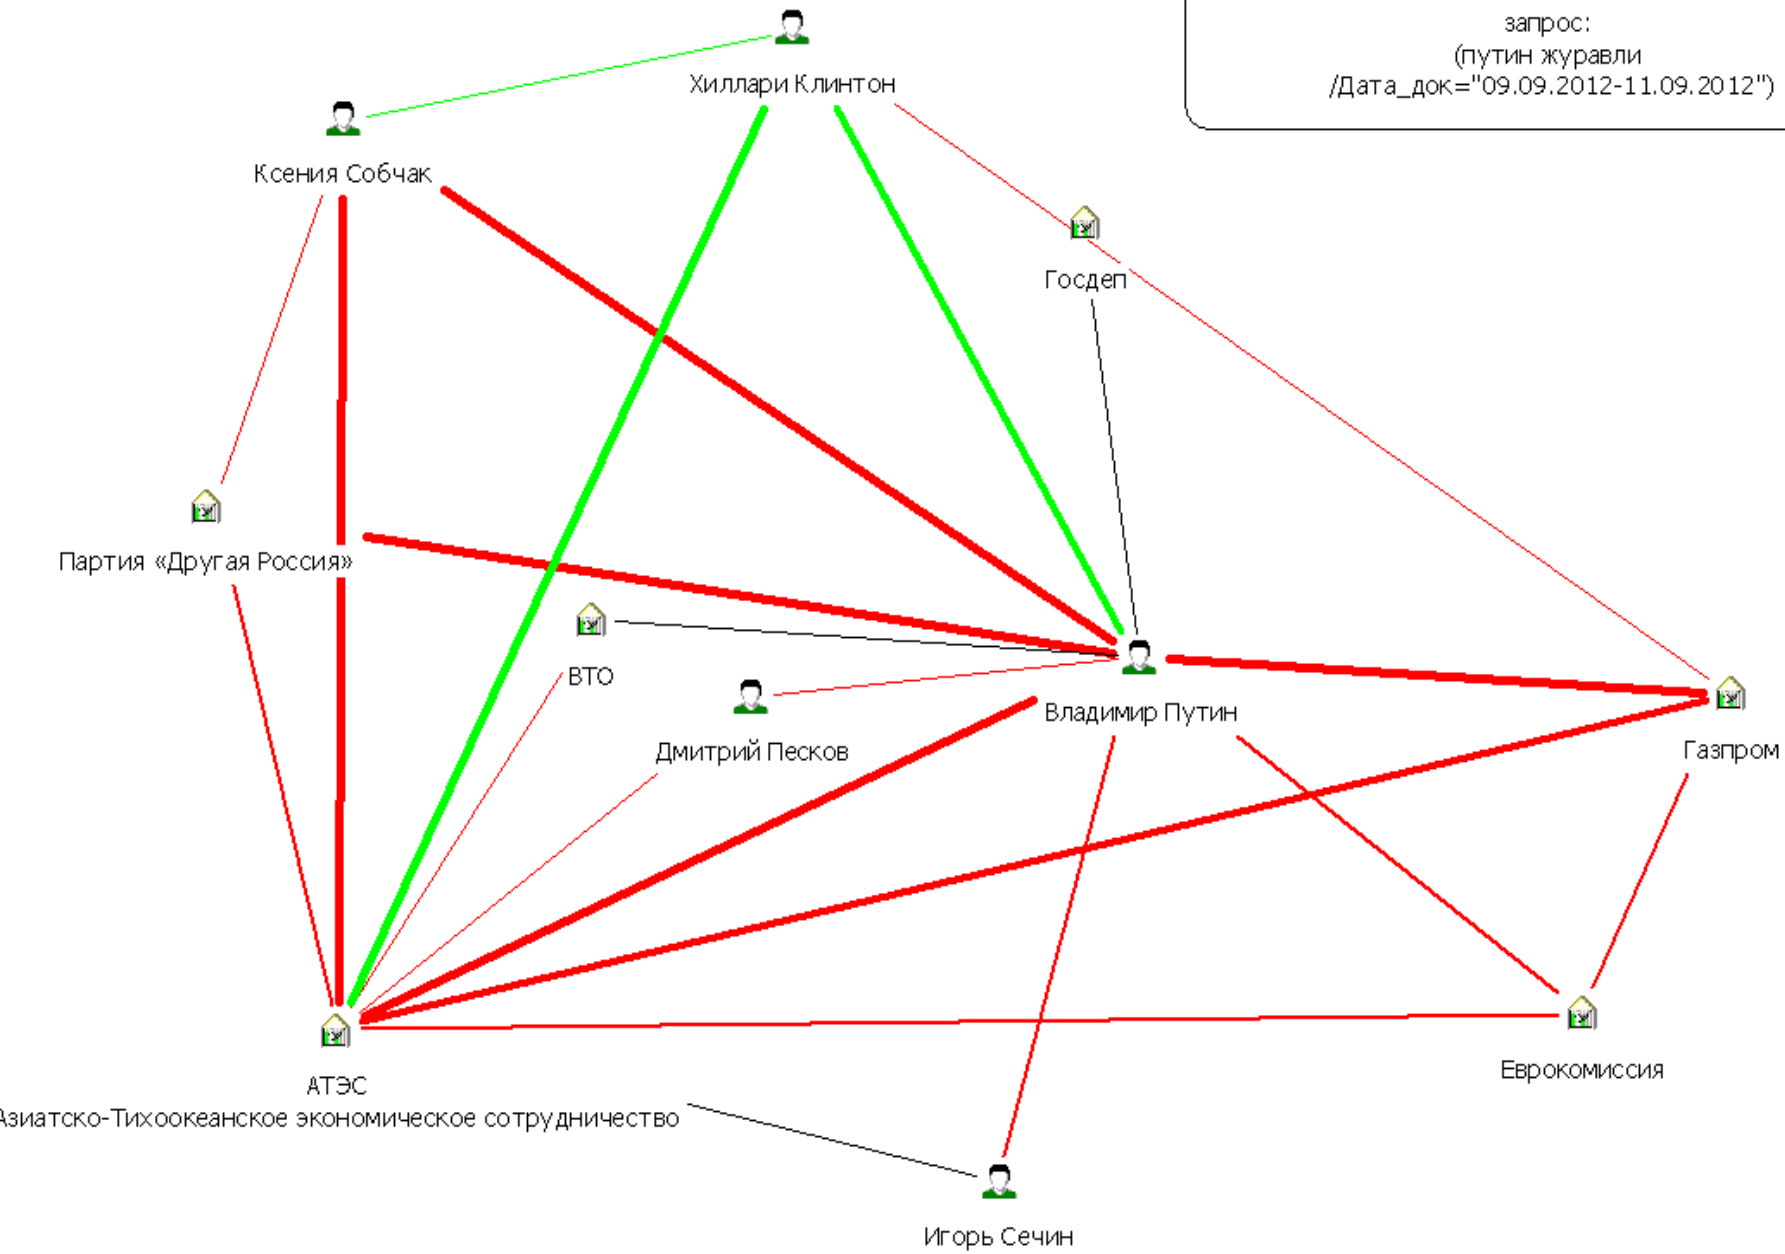 запрос:
(путин журавли
/Дата_док="09.09.2012-11.09.2012")
Хиллари Клинтон
Ксения Собчак
Госдеп
Партия «Другая Россия»
ВТО
Владимир Путин
Дмитрий Песков
Газпром
Еврокомиссия
АТЭС
Азиатско-Тихоокеанское экономическое сотрудничество
Игорь Сечин